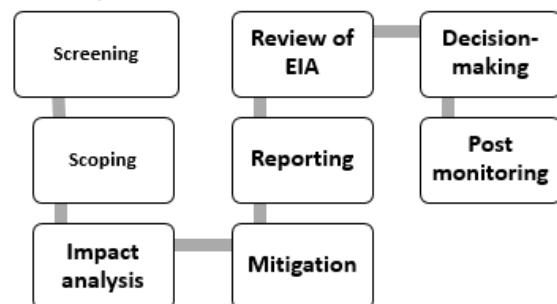 Screening
Scoping
Impact
analysis
Mitigation
Reporting
Review of
EIA
Decision-
making
Post
monitoring